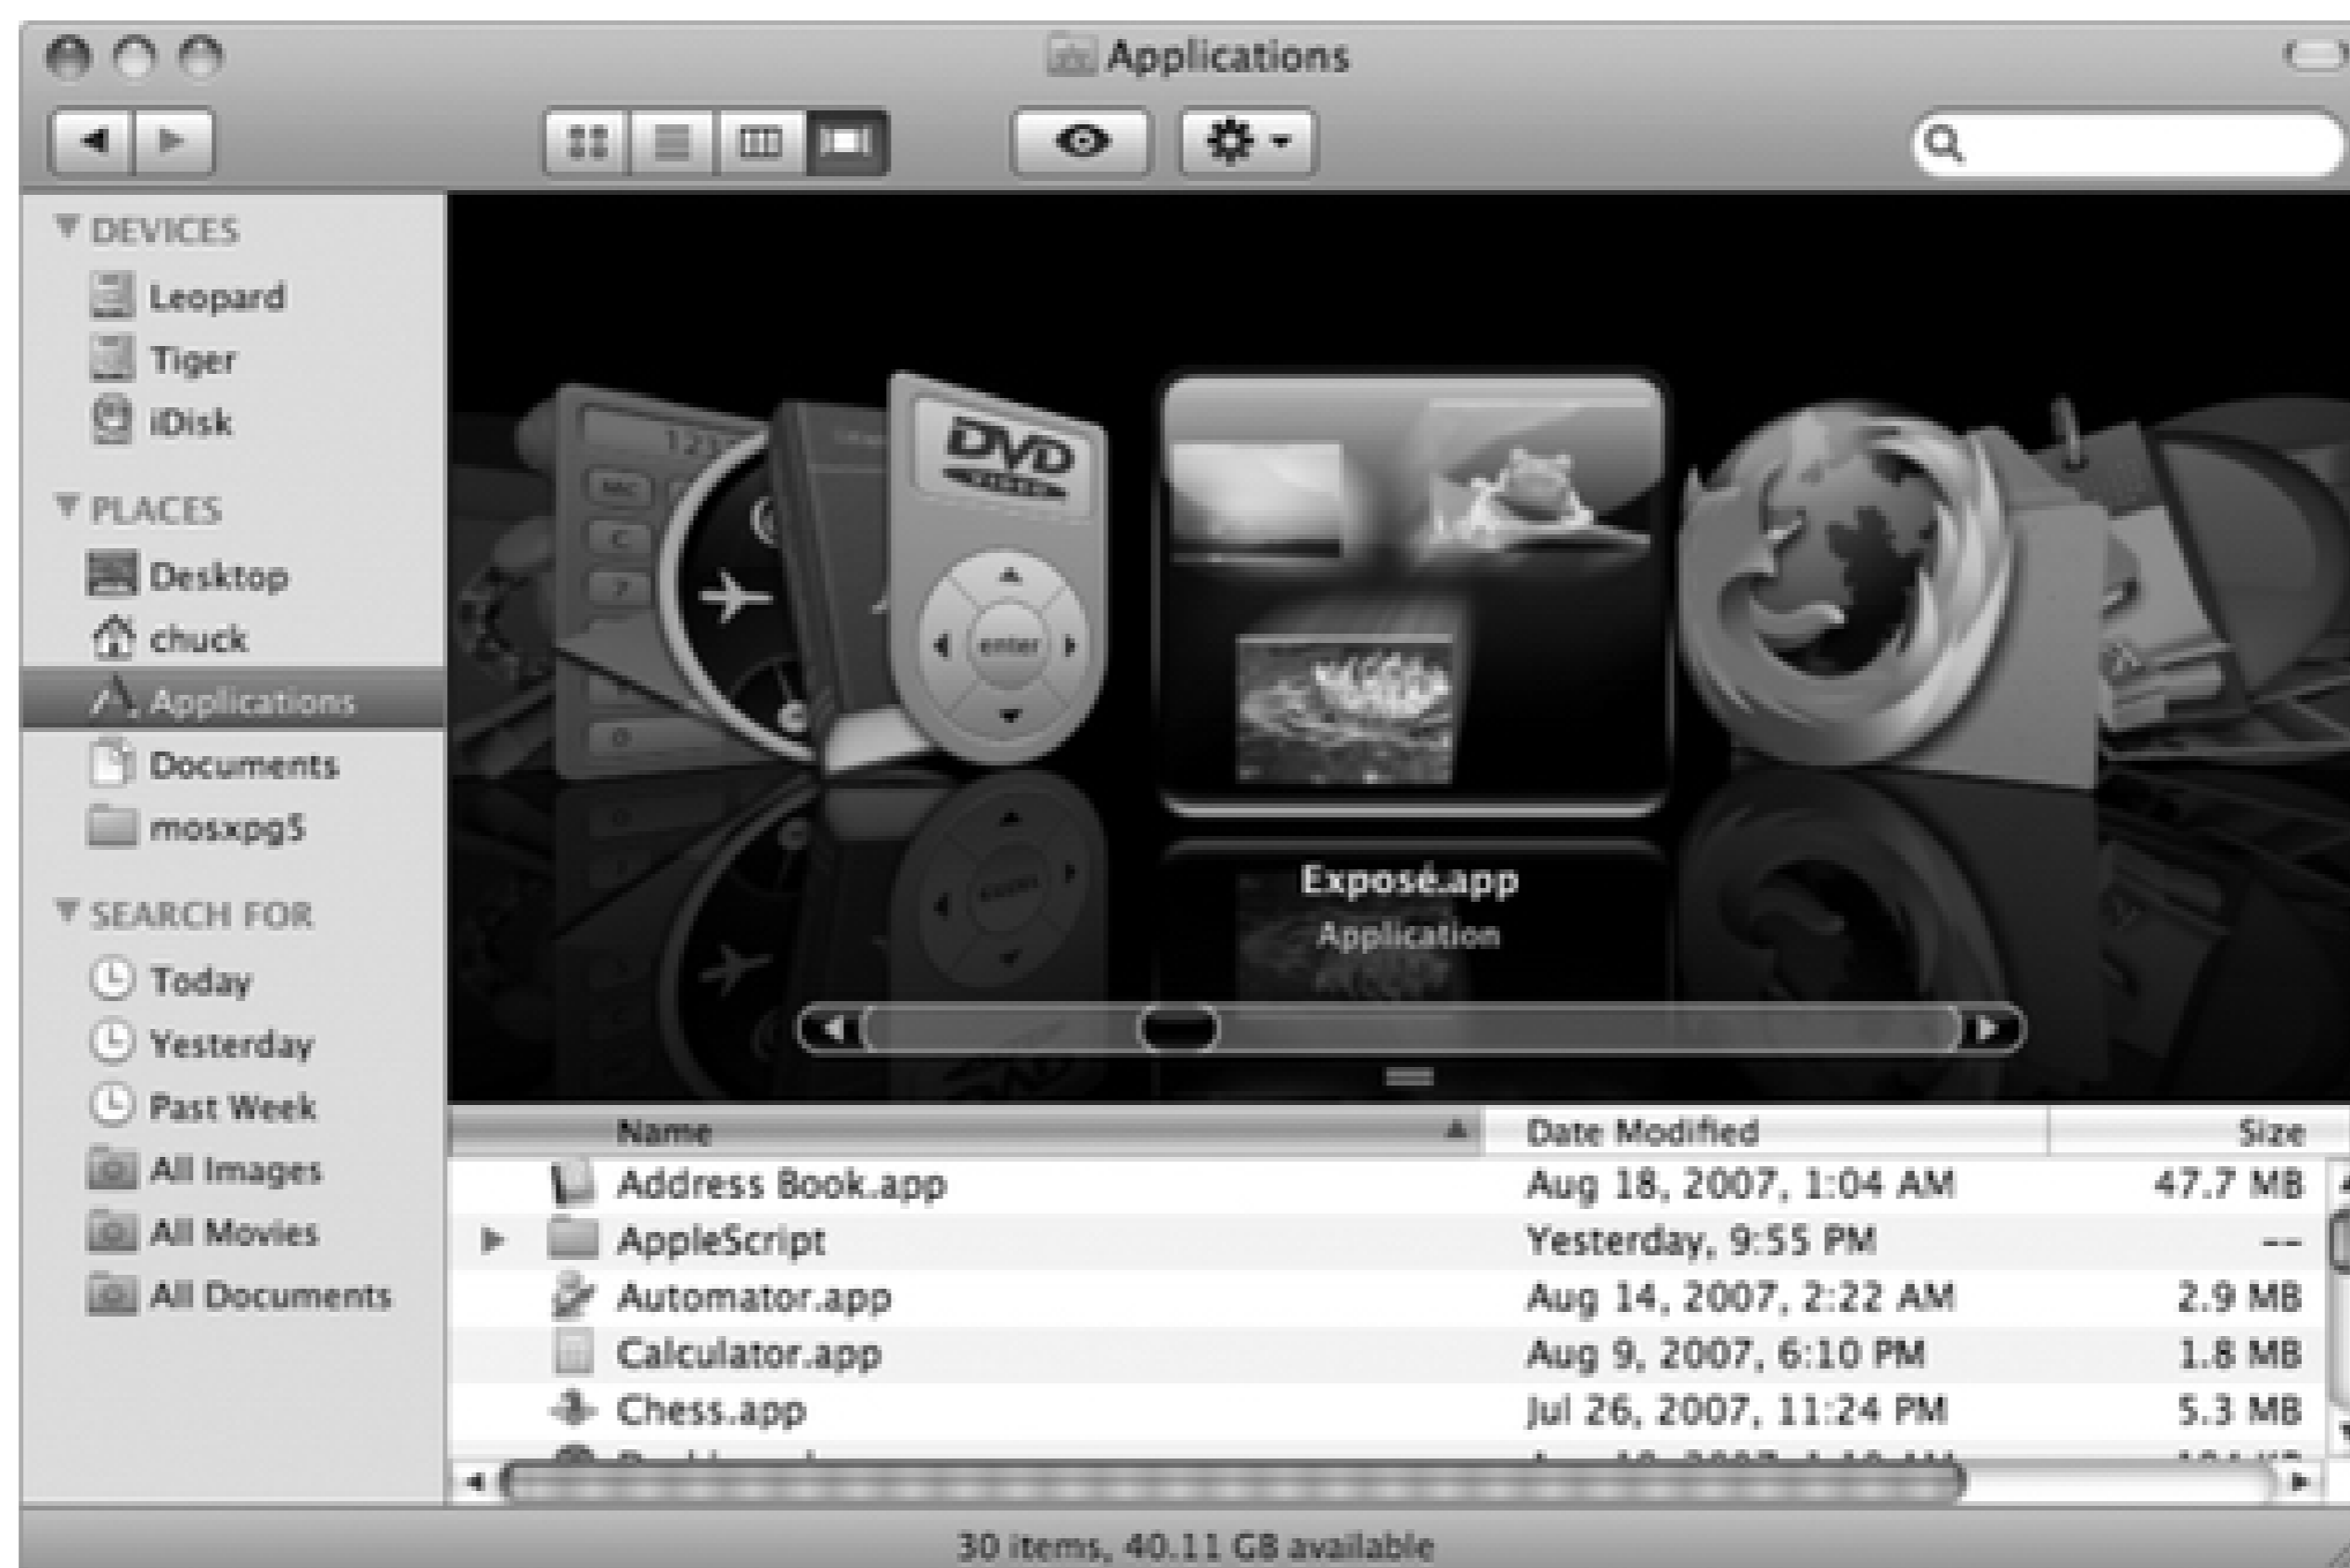 Applications
DEVICES
Leopard
Tiger
iDisk
PLACES
Desktop
chuck
Applications
Documents
mosxpg5
SEARCH FOR
Today
Yesterday
Past Week
All Images
All Movies
All Documents
DVD
VIDEO
enter
MC
C
7
0
Exposé.app
Application
Name Date Modified Size
Address Book.app Aug 18, 2007, 1:04 AM 47.7 MB
AppleScript Yesterday, 9:55 PM --
Automator.app Aug 14, 2007, 2:22 AM 2.9 MB
Calculator.app Aug 9, 2007, 6:10 PM 1.8 MB
Chess.app Jul 26, 2007, 11:24 PM 5.3 MB
30 items, 40.11 GB available